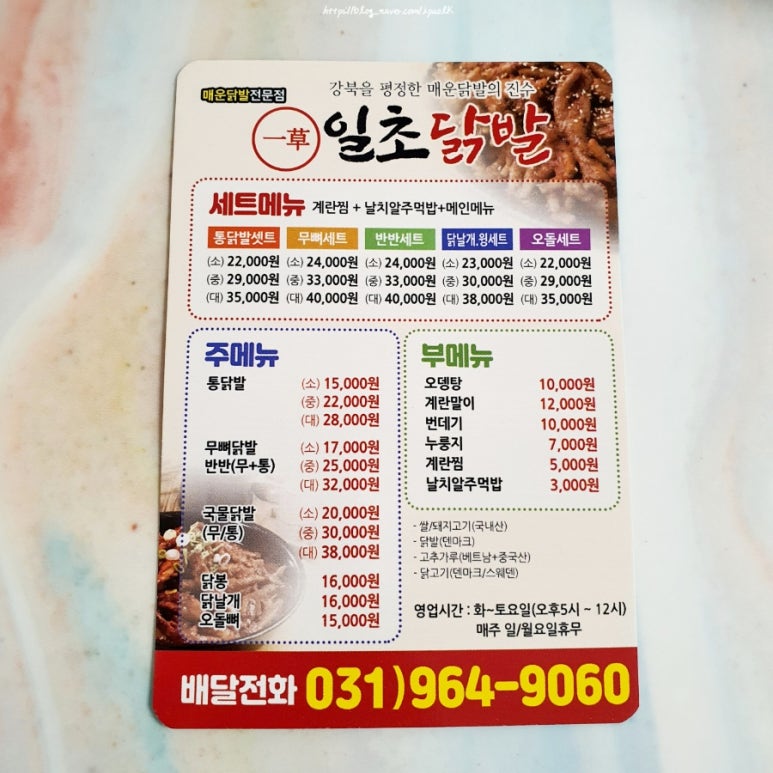 매운닭발전문점
강북을 평정한 매운닭발의 진수
一草 일초닭발
세트메뉴 계란찜 + 날치알주먹밥+메인메뉴
통닭발셋트 무뼈세트 반반세트 닭날개.윙세트 오돌세트
(소) 22,000원 (소) 24,000원 (소) 24,000원 (소) 23,000원 (소) 22,000원
(중) 29,000원 (중) 33,000원 (중) 33,000원 (중) 30,000원 (중) 29,000원
(대) 35,000원 (대) 40,000원 (대) 40,000원 (대) 38,000원 (대) 35,000원
주메뉴
통닭발 (소) 15,000원
(중) 22,000원
(대) 28,000원
무뼈닭발 (소) 17,000원
반반(무+통) (중) 25,000원
(대) 32,000원
국물닭발 (소) 20,000원
(무/통) (중) 30,000원
(대) 38,000원
닭봉 16,000원
닭날개 16,000원
오돌뼈 15,000원
부메뉴
오뎅탕 10,000원
계란말이 12,000원
번데기 10,000원
누룽지 7,000원
계란찜 5,000원
날치알주먹밥 3,000원
- 쌀/돼지고기(국내산)
- 닭발(덴마크)
- 고추가루(베트남+중국산)
- 닭고기(덴마크/스웨덴)
영업시간 : 화~토요일(오후5시 ~ 12시)
매주 일/월요일휴무
배달전화 031)964-9060